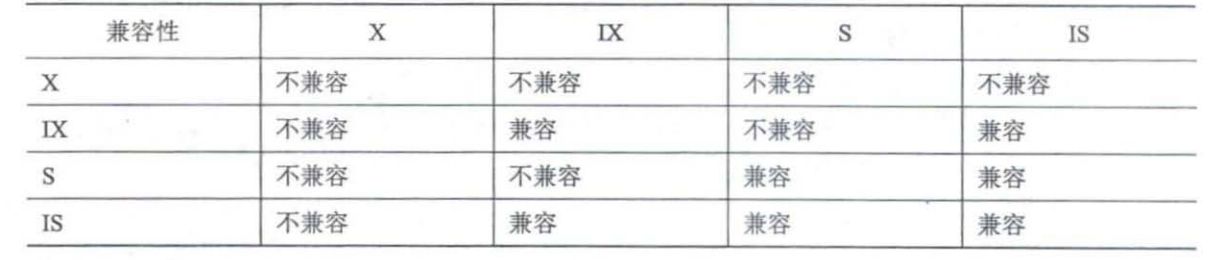 兼容性 X IX S IS
X 不兼容 不兼容 不兼容 不兼容
IX 不兼容 兼容 不兼容 兼容
S 不兼容 不兼容 兼容 兼容
IS 不兼容 兼容 兼容 兼容